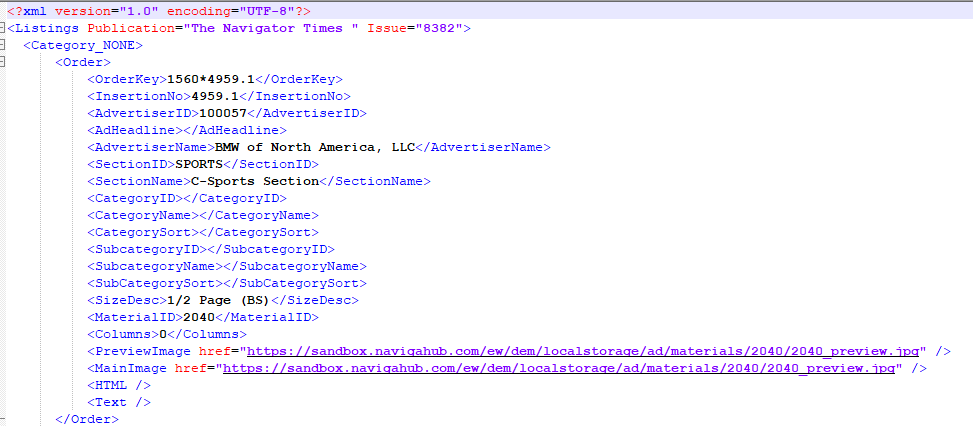 <?xml version="1.0" encoding="UTF-8"?>
<Listings Publication="The Navigator Times " Issue="8382">
<Category_NONE>
<Order>
<OrderKey>1560*4959.1</OrderKey>
<InsertionNo>4959.1</InsertionNo>
<AdvertiserID>100057</AdvertiserID>
<AdHeadline></AdHeadline>
<AdvertiserName>BMW of North America, LLC</AdvertiserName>
<SectionID>SPORTS</SectionID>
<SectionName>C-Sports Section</SectionName>
<CategoryID></CategoryID>
<CategoryName></CategoryName>
<CategorySort></CategorySort>
<SubcategoryID></SubcategoryID>
<SubcategoryName></SubcategoryName>
<SubCategorySort></SubCategorySort>
<SizeDesc>1/2 Page (BS)</SizeDesc>
<MaterialID>2040</MaterialID>
<Columns>0</Columns>
<PreviewImage href="https://sandbox.navigahub.com/ew/dem/localstorage/ad/materials/2040/2040_preview.jpg" />
<MainImage href="https://sandbox.navigahub.com/ew/dem/localstorage/ad/materials/2040/2040_preview.jpg" />
<HTML />
<Text />
</Order>